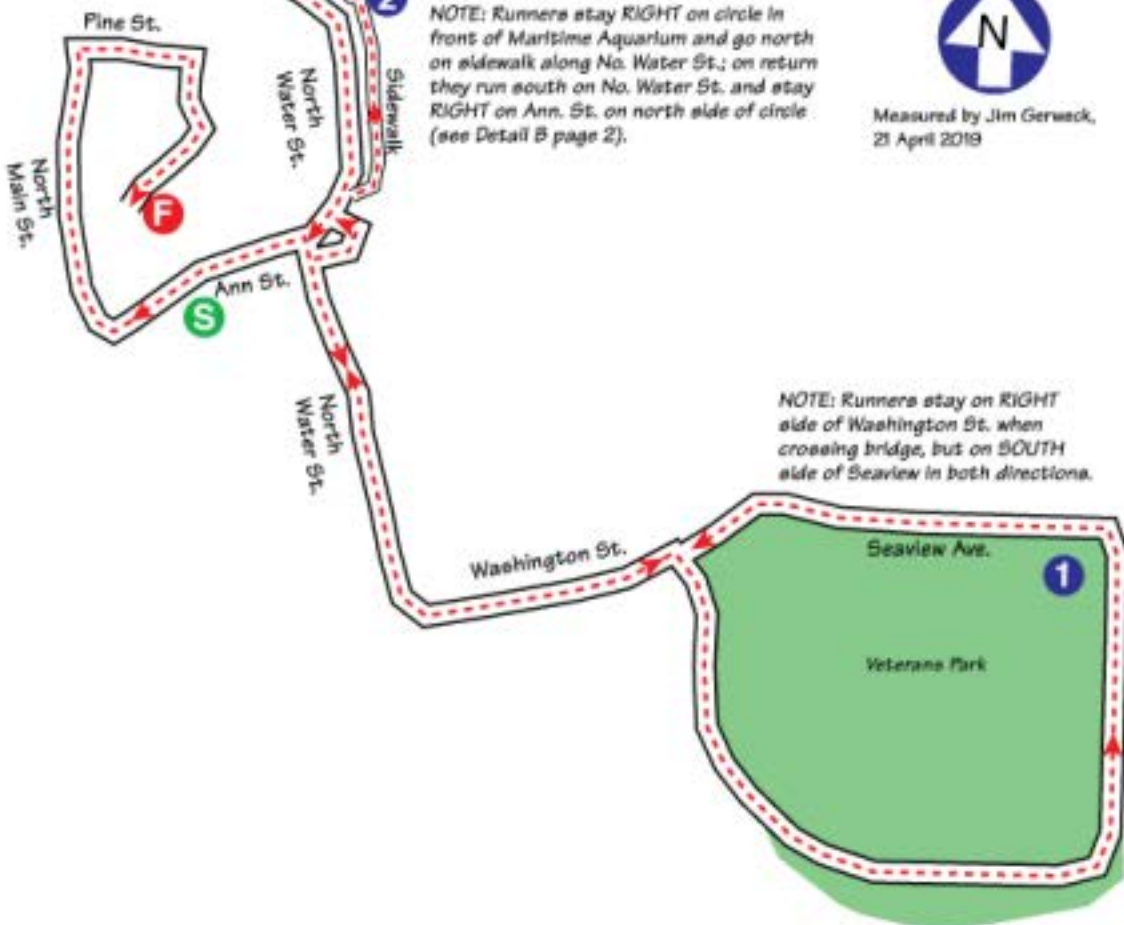 2
NOTE: Runners stay RIGHT on circle in
front of Maritime Aquarium and go north
on sidewalk along No. Water St.; on return
they run south on No. Water St. and stay
RIGHT on Ann. St. on north side of circle
(see Detail B page 2).
N
Measured by Jim Gerweck,
21 April 2019
Pine St.
North
Water St.
Sidewalk
North
Main St.
F
Ann St.
S
North
Water St.
NOTE: Runners stay on RIGHT
side of Washington St. when
crossing bridge, but on SOUTH
side of Seaview in both directions.
Washington St.
Seaview Ave.
1
Veterans Park